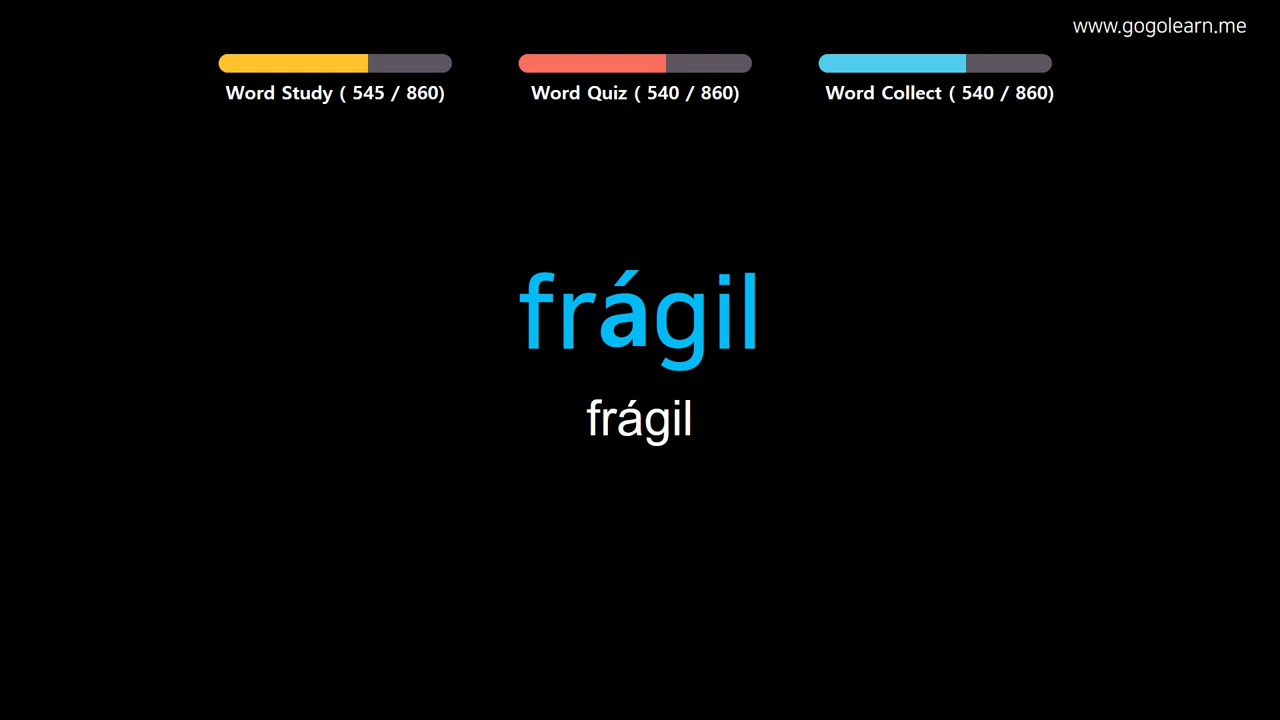 www.gogolearn.me
Word Study ( 545 / 860)
Word Quiz ( 540 / 860)
Word Collect ( 540 / 860)
frágil
frágil